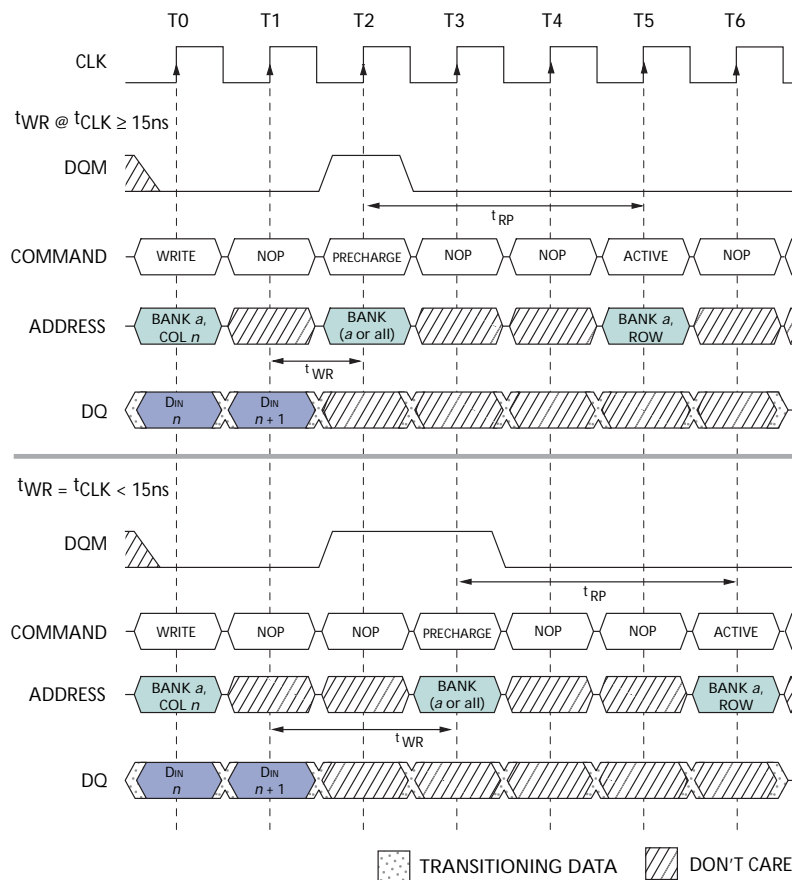 T0 T1 T2 T3 T4 T5 T6
CLK
tWR @ tCLK ≥ 15ns
DQM
tRP
COMMAND WRITE NOP PRECHARGE NOP NOP ACTIVE NOP
ADDRESS BANK a, COL n BANK (a or all) BANK a, ROW
tWR
DQ DIN n DIN n + 1
tWR = tCLK < 15ns
DQM
tRP
COMMAND WRITE NOP NOP PRECHARGE NOP NOP ACTIVE
ADDRESS BANK a, COL n BANK (a or all) BANK a, ROW
tWR
DQ DIN n DIN n + 1
TRANSITIONING DATA DON'T CARE